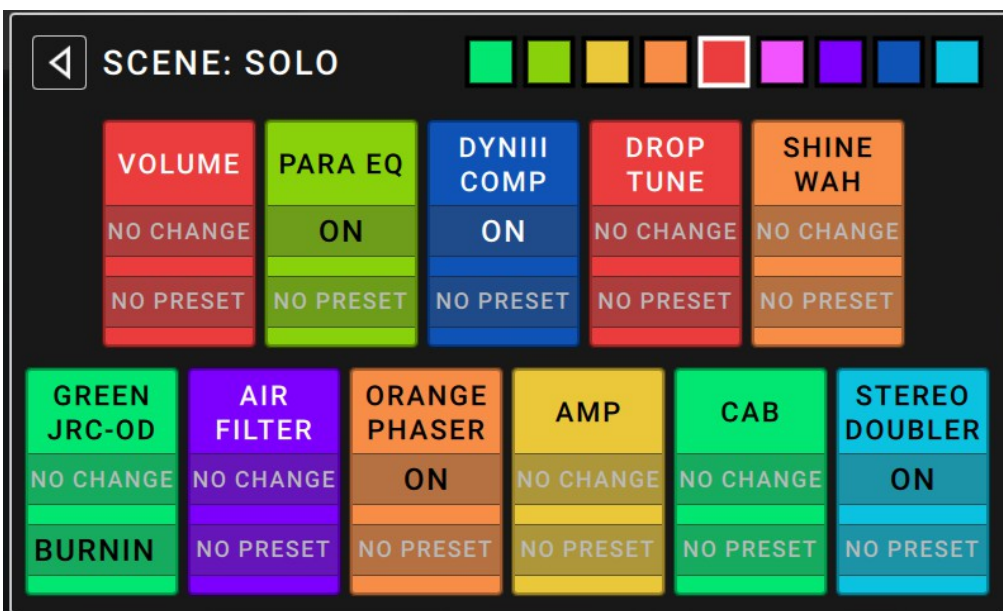 SCENE: SOLO
VOLUME
NO CHANGE
NO PRESET
PARA EQ
ON
NO PRESET
DYNIII
COMP
ON
NO PRESET
DROP
TUNE
NO CHANGE
NO PRESET
SHINE
WAH
NO CHANGE
NO PRESET
GREEN
JRC-OD
NO CHANGE
BURNIN
AIR
FILTER
NO CHANGE
NO PRESET
ORANGE
PHASER
ON
NO PRESET
AMP
NO CHANGE
NO PRESET
CAB
NO CHANGE
NO PRESET
STEREO
DOUBLER
ON
NO PRESET